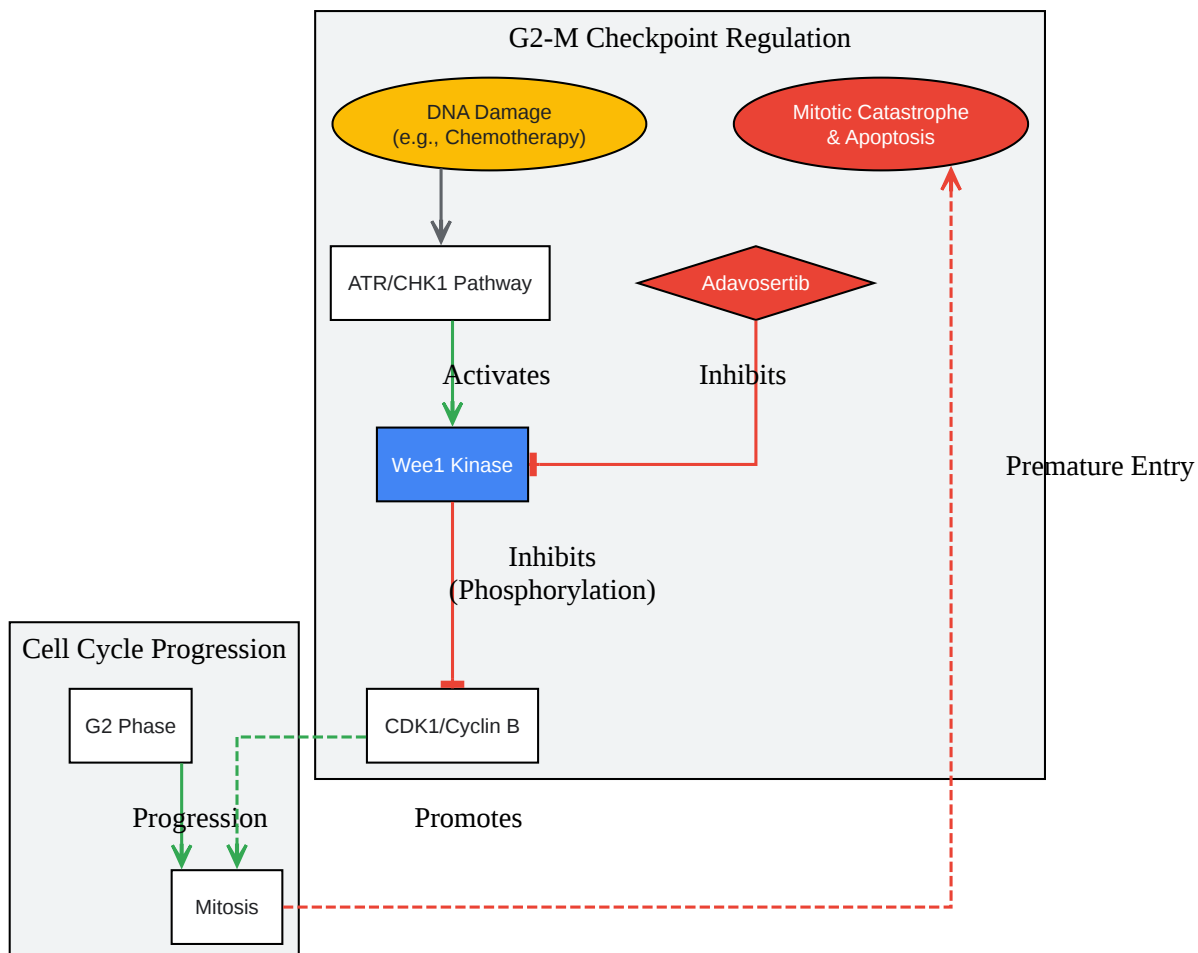 G2-M Checkpoint Regulation
DNA Damage
(e.g., Chemotherapy)
Mitotic Catastrophe
& Apoptosis
ATR/CHK1 Pathway
Adavosertib
Activates
Inhibits
Wee1 Kinase
Premature Entry
Inhibits
(Phosphorylation)
Cell Cycle Progression
G2 Phase
CDK1/Cyclin B
Progression
Promotes
Mitosis